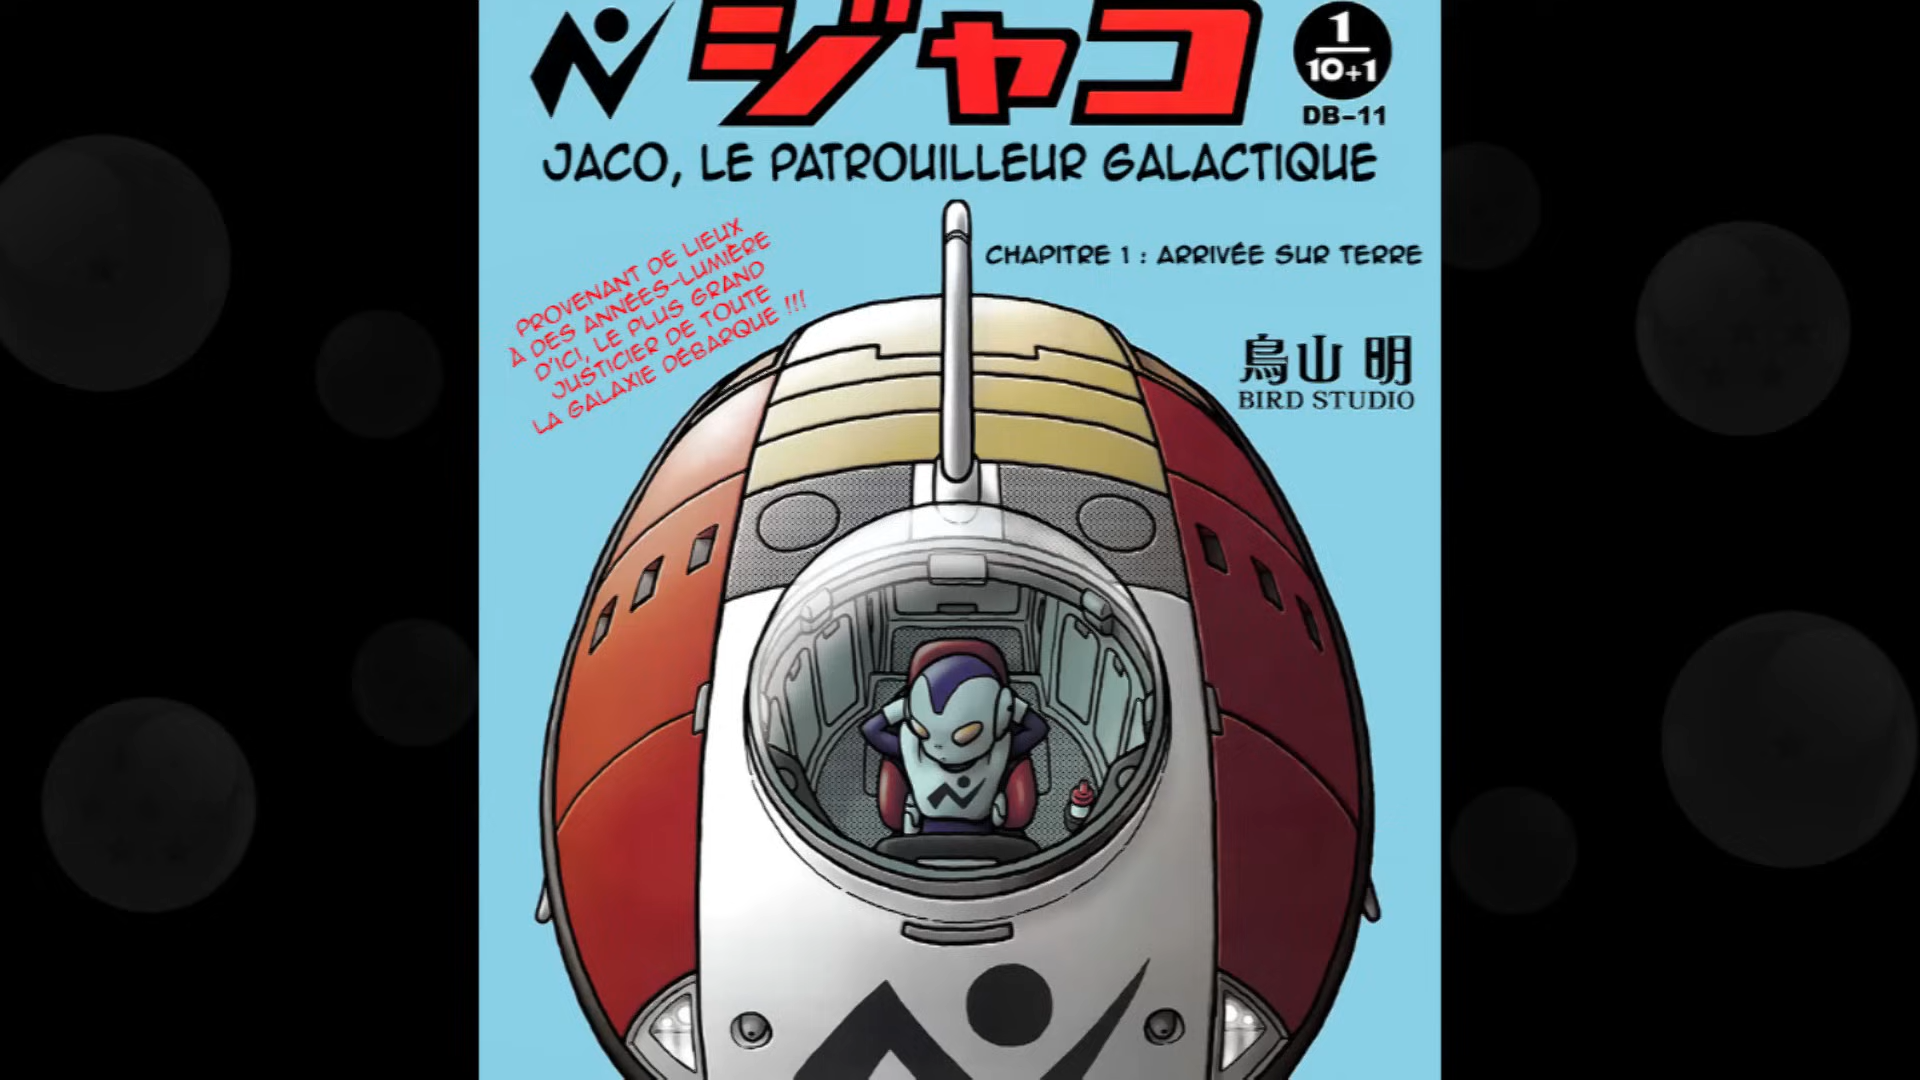 ジャコ
1
10+1
DB-11
JACO, LE PATROUILLEUR GALACTIQUE
PROVENANT DE LIEUX
À DES ANNÉES-LUMIÈRE
D'ICI, LE PLUS GRAND
JUSTICIER DE TOUTE
LA GALAXIE DÉBARQUE !!!
CHAPITRE 1 : ARRIVÉE SUR TERRE
鳥山 明
BIRD STUDIO